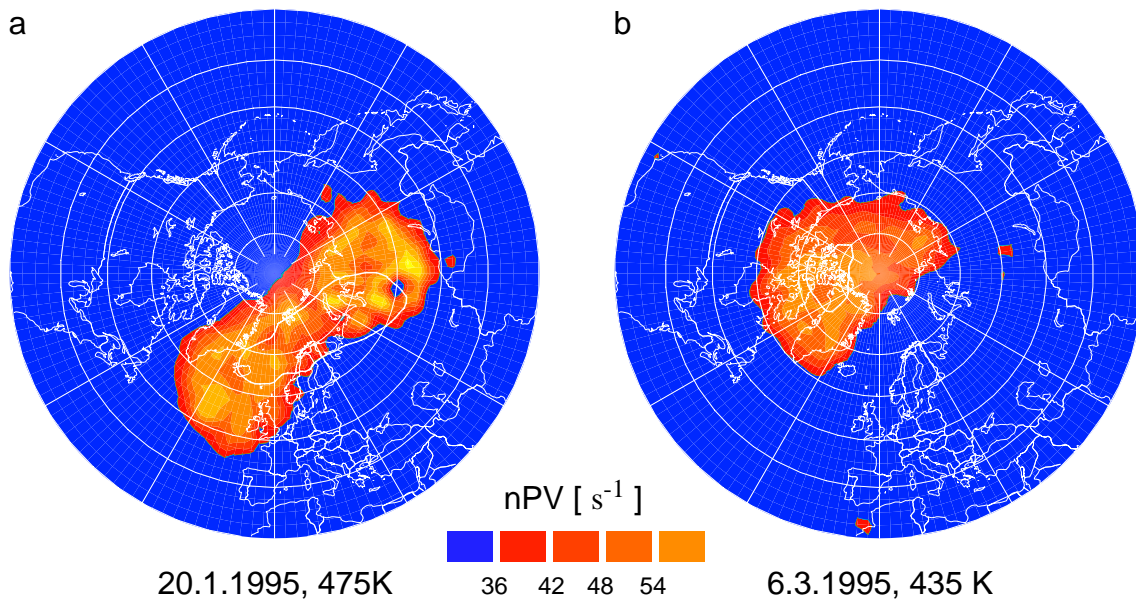 a
b
nPV [ s⁻¹ ]
36 42 48 54
20.1.1995, 475K
6.3.1995, 435 K